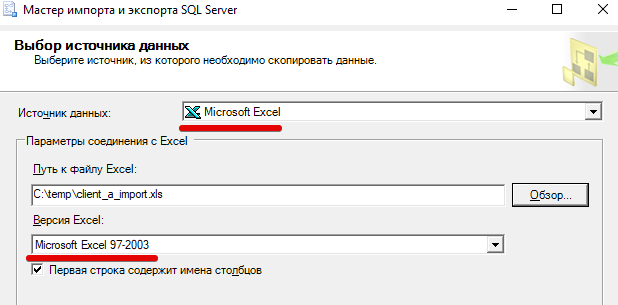 Мастер импорта и экспорта SQL Server
Выбор источника данных
Выберите источник, из которого необходимо скопировать данные.
Источник данных: Microsoft Excel
Параметры соединения с Excel
Путь к файлу Excel:
C:\temp\client_a_import.xls Обзор...
Версия Excel:
Microsoft Excel 97-2003
Первая строка содержит имена столбцов